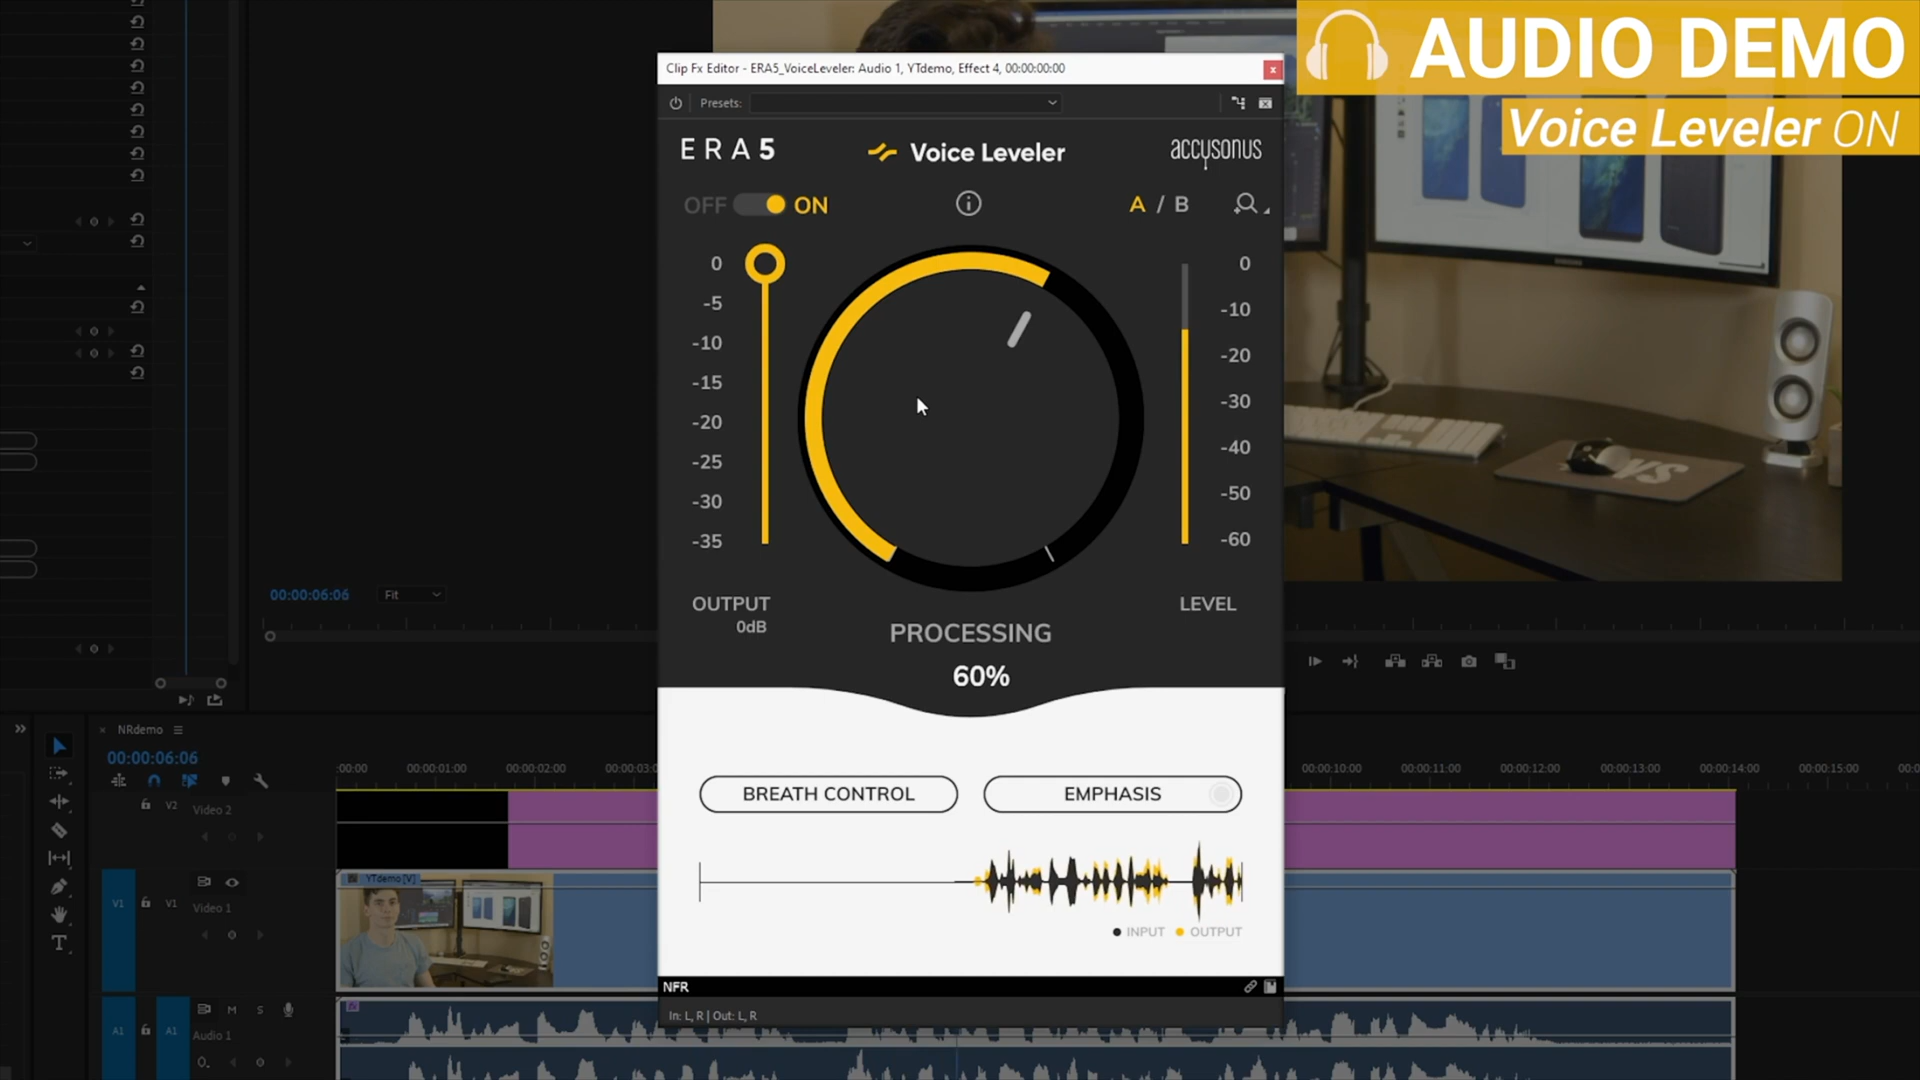 AUDIO DEMO
Voice Leveler ON
Clip Fx Editor - ERA5_VoiceLeveler: Audio 1, YTdemo, Effect 4, 00:00:00:00
x
Presets:
ERA5
Voice Leveler
accusonus
OFF
ON
A / B
0
-5
-10
-15
-20
-25
-30
-35
0
-10
-20
-30
-40
-50
-60
OUTPUT
0dB
LEVEL
PROCESSING
60%
BREATH CONTROL
EMPHASIS
INPUT
OUTPUT
NFR
In: L, R | Out: L, R
VS
00:00:06:06
Fit
NRdemo
00:00:06:06
:00:00
00:00:01:00
00:00:02:00
00:00:03:0
00:00:10:00
00:00:11:00
00:00:12:00
00:00:13:00
00:00:14:00
00:00:15:00
V2
Video 2
V1
V1
Video 1
YTdemo [V]
A1
A1
M
S
Audio 1